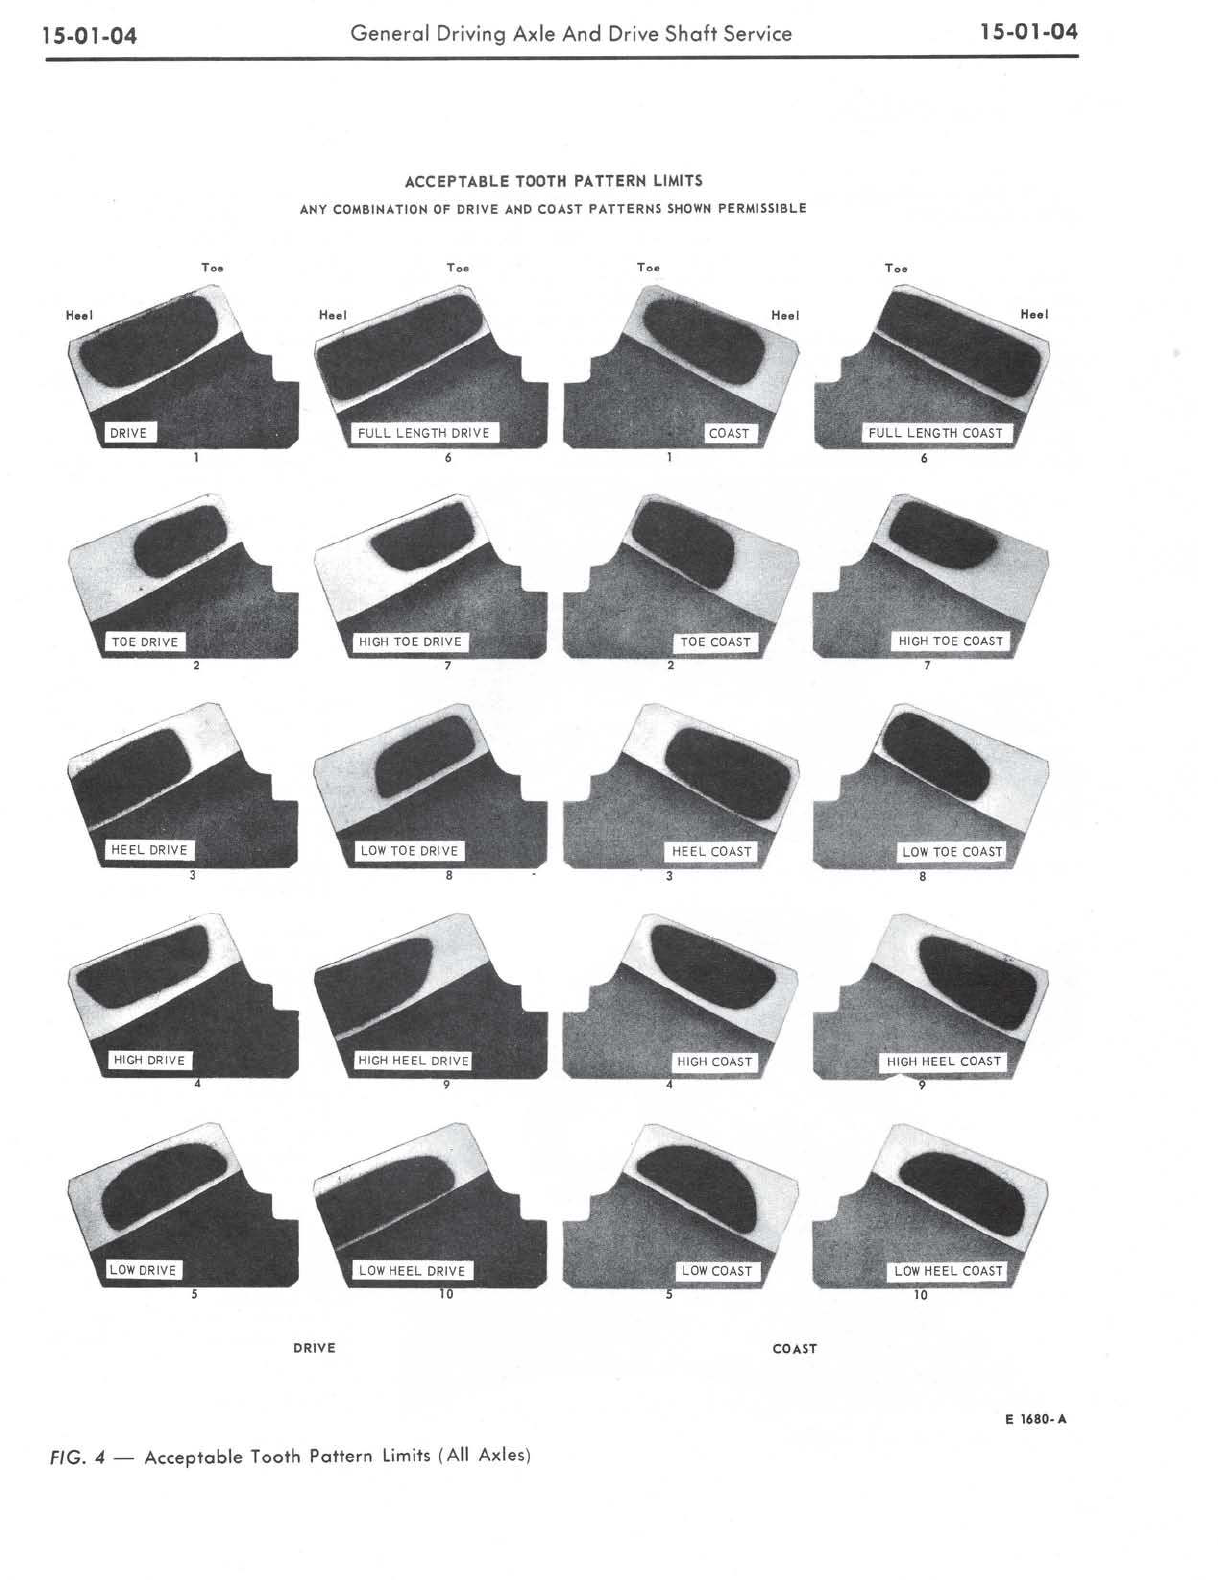 15-01-04 General Driving Axle And Drive Shaft Service 15-01-04
ACCEPTABLE TOOTH PATTERN LIMITS
ANY COMBINATION OF DRIVE AND COAST PATTERNS SHOWN PERMISSIBLE
Toe Toe Toe Toe
Heel Heel Heel Heel
DRIVE FULL LENGTH DRIVE COAST FULL LENGTH COAST
1 6 1 6
TOE DRIVE HIGH TOE DRIVE TOE COAST HIGH TOE COAST
2 7 2 7
HEEL DRIVE LOW TOE DRIVE HEEL COAST LOW TOE COAST
3 8 3 8
HIGH DRIVE HIGH HEEL DRIVE HIGH COAST HIGH HEEL COAST
4 9 4 9
LOW DRIVE LOW HEEL DRIVE LOW COAST LOW HEEL COAST
5 10 5 10
DRIVE COAST
E 1680-A
FIG. 4 — Acceptable Tooth Pattern Limits (All Axles)